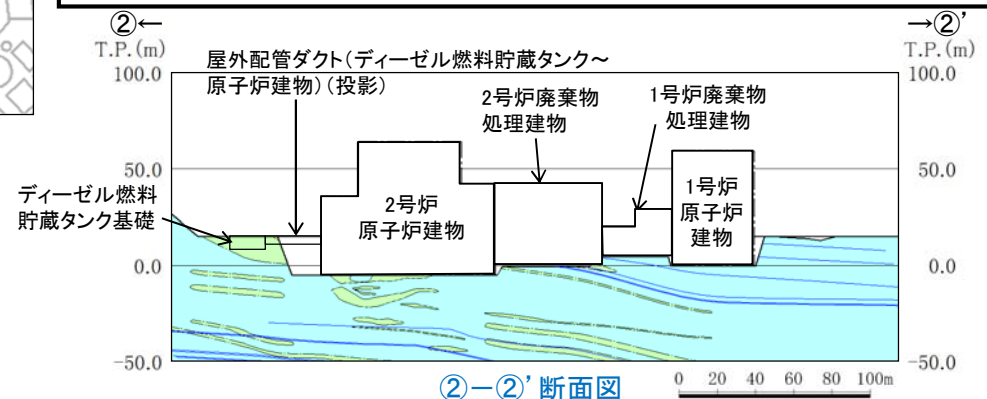 ②←
→②’
T.P.(m)
T.P.(m)
屋外配管ダクト(ディーゼル燃料貯蔵タンク～
原子炉建物)(投影)
100.0
100.0
2号炉廃棄物
処理建物
1号炉廃棄物
処理建物
50.0
50.0
ディーゼル燃料
貯蔵タンク基礎
2号炉
原子炉建物
1号炉
原子炉
建物
0.0
0.0
-50.0
-50.0
②－②’断面図
0 20 40 60 80 100m